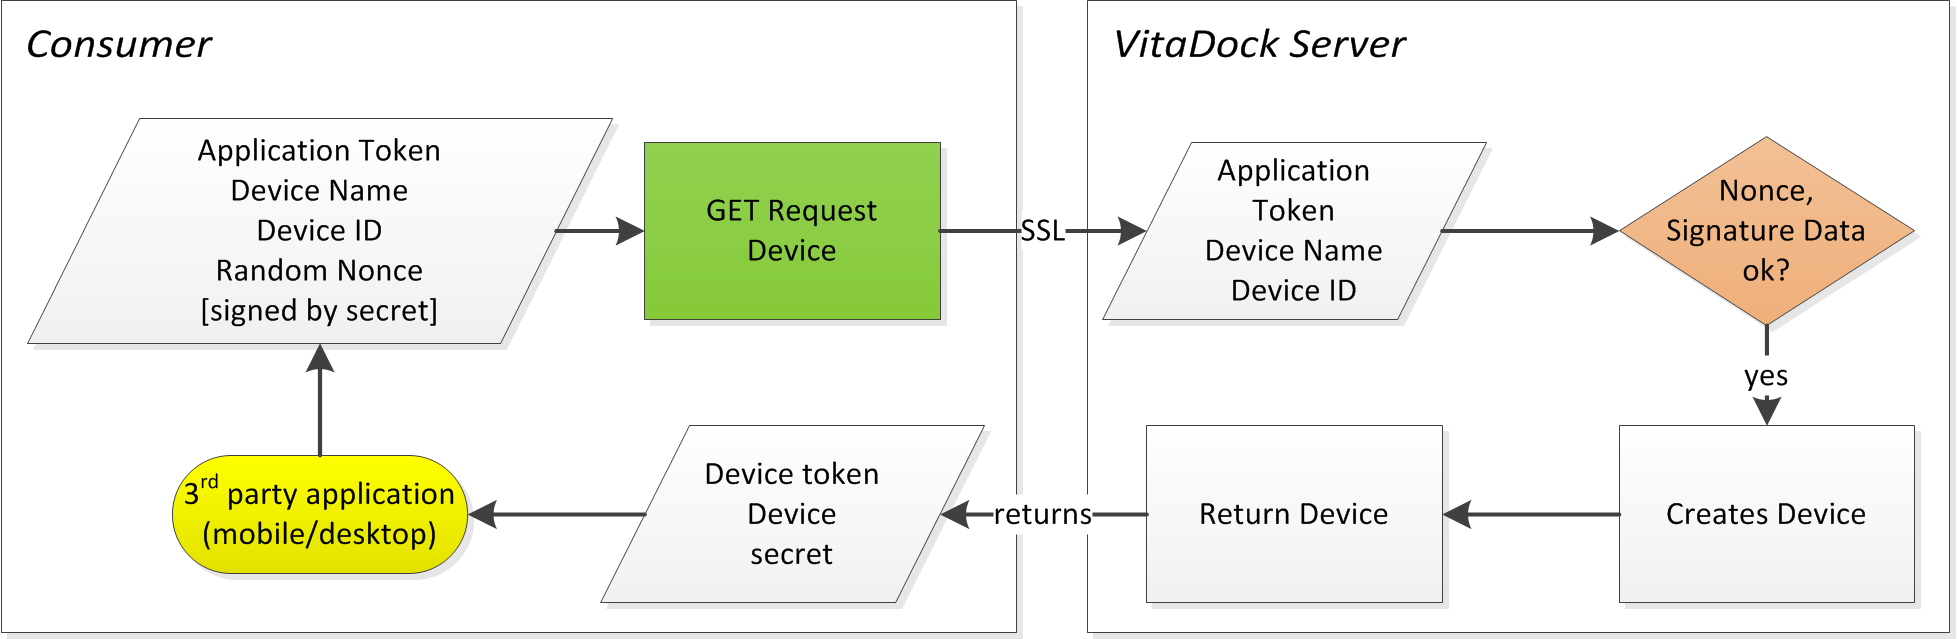 Consumer
Application Token
Device Name
Device ID
Random Nonce
[signed by secret]
GET Request
Device
SSL
3rd party application
(mobile/desktop)
Device token
Device
secret
returns
VitaDock Server
Application
Token
Device Name
Device ID
Nonce,
Signature Data
ok?
yes
Return Device
Creates Device